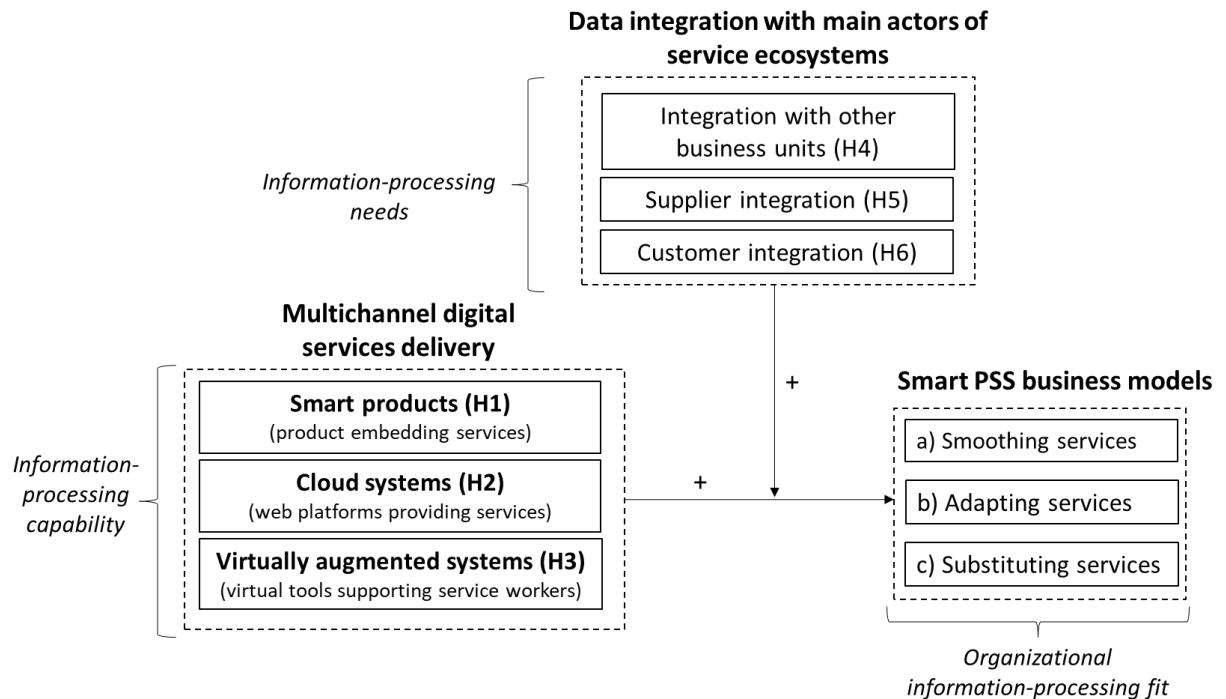 Data integration with main actors of
service ecosystems
Integration with other
business units (H4)
Information-processing
needs
Supplier integration (H5)
Customer integration (H6)
Multichannel digital
services delivery
+
Smart PSS business models
Smart products (H1)
(product embedding services)
a) Smoothing services
Information-
processing
capability
Cloud systems (H2)
(web platforms providing services)
+
b) Adapting services
Virtually augmented systems (H3)
(virtual tools supporting service workers)
c) Substituting services
Organizational
information-processing fit